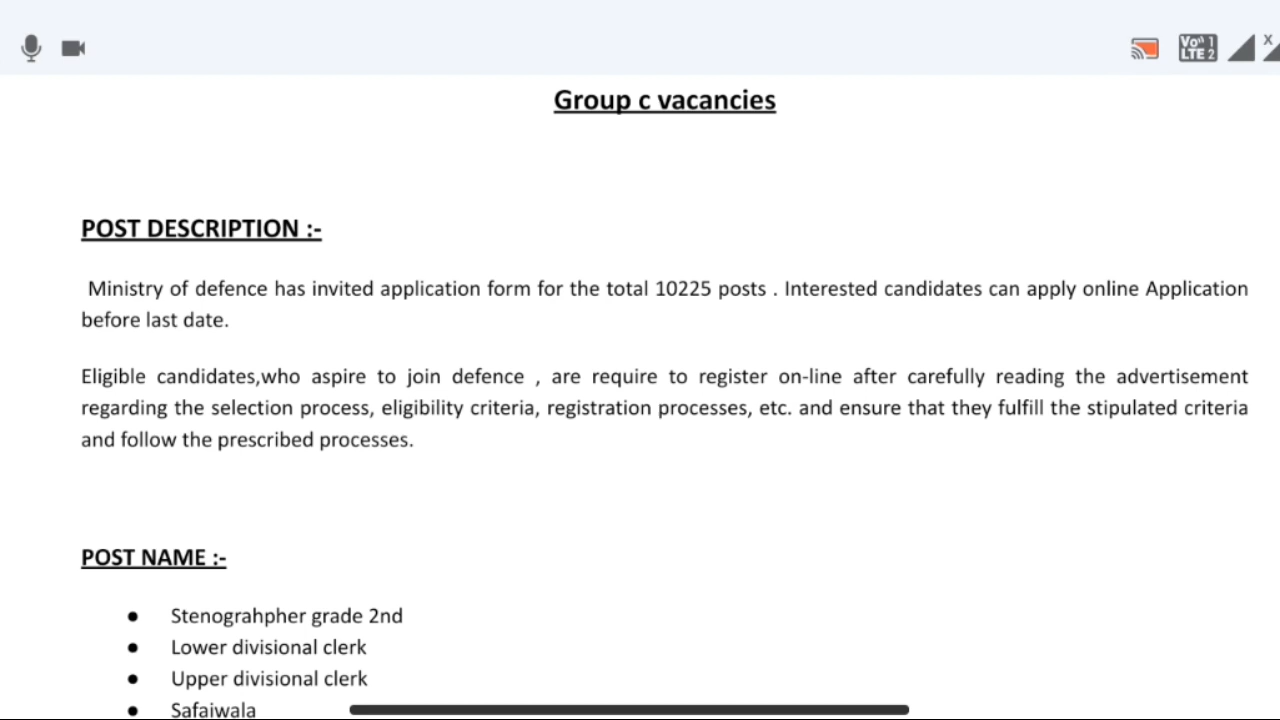 Vo)) 1
LTE 2
X
Group c vacancies
POST DESCRIPTION :-
Ministry of defence has invited application form for the total 10225 posts . Interested candidates can apply online Application
before last date.
Eligible candidates,who aspire to join defence , are require to register on-line after carefully reading the advertisement
regarding the selection process, eligibility criteria, registration processes, etc. and ensure that they fulfill the stipulated criteria
and follow the prescribed processes.
POST NAME :-
● Stenograhpher grade 2nd
● Lower divisional clerk
● Upper divisional clerk
● Safaiwala